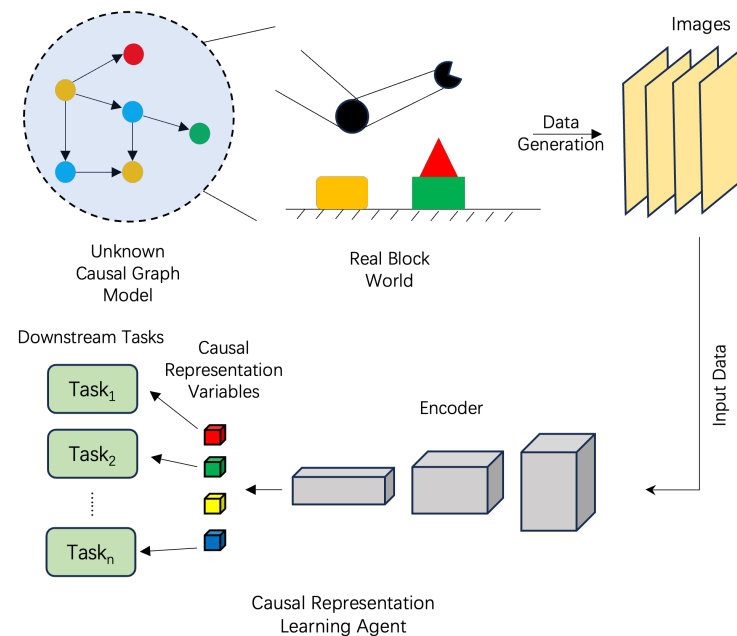 Images
Data
Generation
Unknown
Causal Graph
Model
Real Block
World
Input Data
Downstream Tasks
Causal
Representation
Variables
Encoder
Task1
Task2
Taskn
Causal Representation
Learning Agent